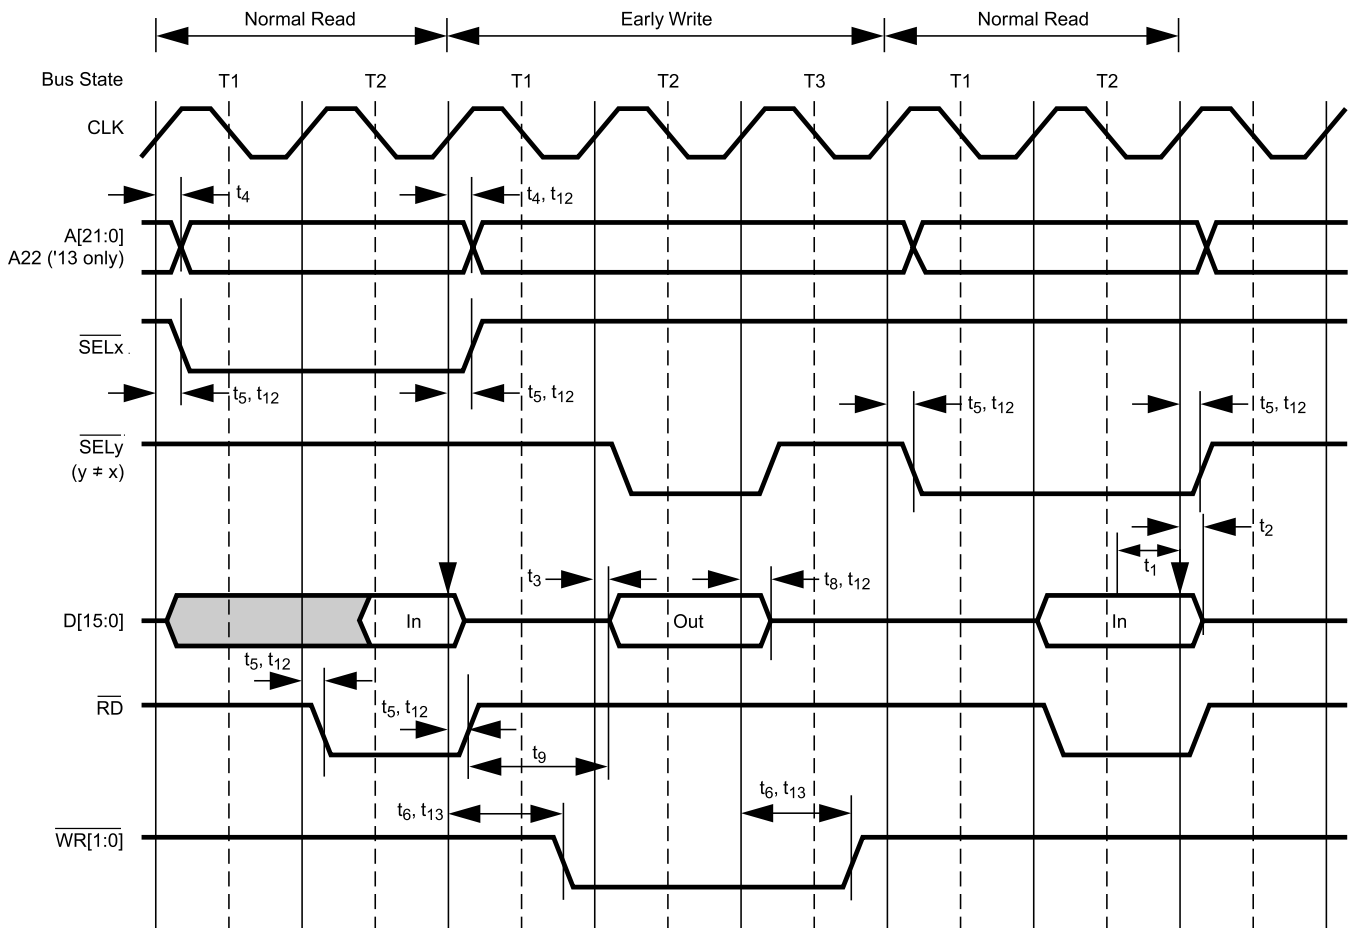 Normal Read Early Write Normal Read
Bus State T1 T2 T1 T2 T3 T1 T2
CLK
t4 t4, t12
A[21:0]
A22 ('13 only)
SELx
t5, t12 t5, t12 t5, t12 t5, t12
SELy
(y ≠ x)
t2
t1
t3 t8, t12
D[15:0] In Out In
t5, t12
RD t5, t12
t9
t6, t13 t6, t13
WR[1:0]